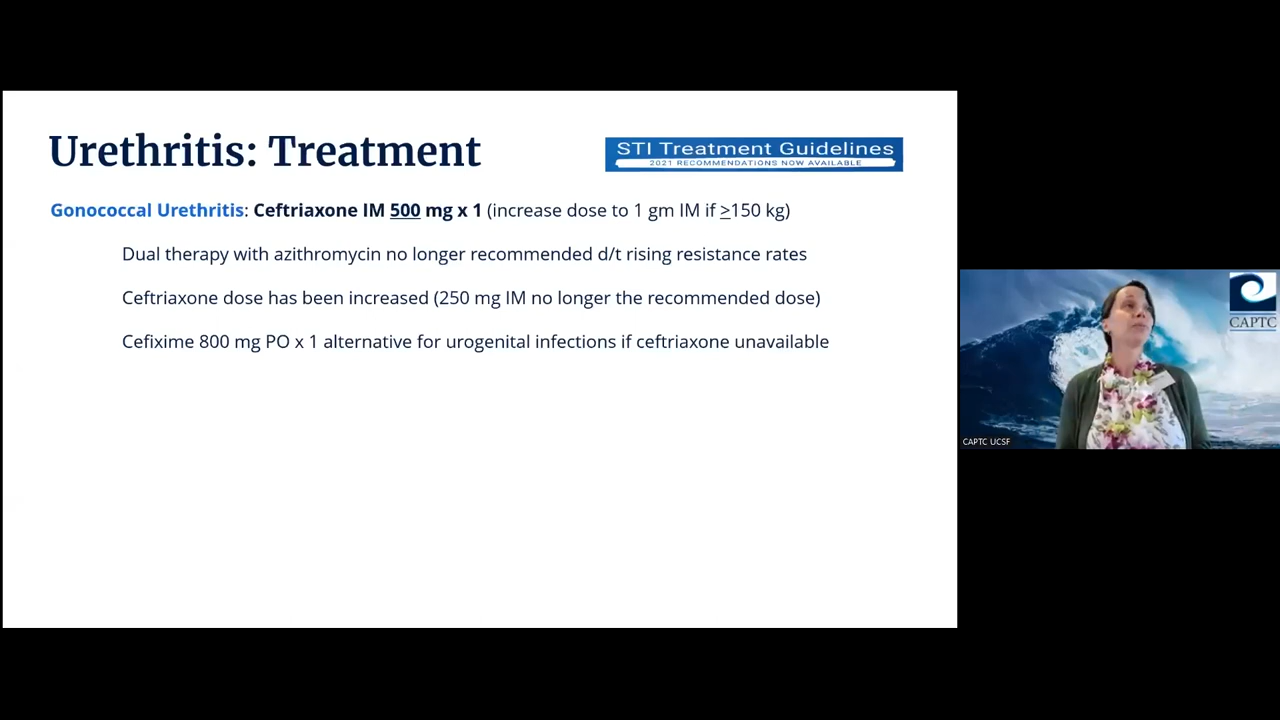 Urethritis: Treatment
STI Treatment Guidelines
2021 RECOMMENDATIONS NOW AVAILABLE
Gonococcal Urethritis: Ceftriaxone IM 500 mg x 1 (increase dose to 1 gm IM if ≥150 kg)
Dual therapy with azithromycin no longer recommended d/t rising resistance rates
Ceftriaxone dose has been increased (250 mg IM no longer the recommended dose)
Cefixime 800 mg PO x 1 alternative for urogenital infections if ceftriaxone unavailable
CAPTC
CAPTC UCSF